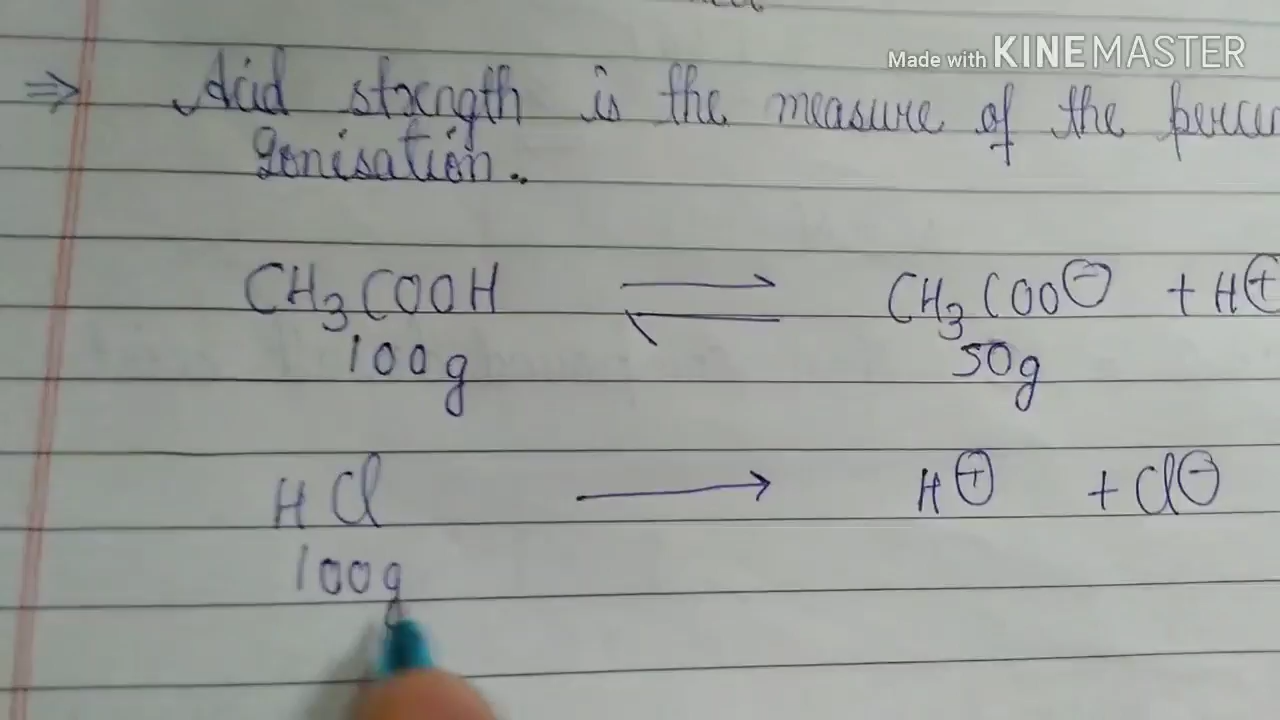 Made with KINEMASTER
⇒ Acid strength is the measure of the
Ionisation..
CH₃COOH ⇌ CH₃COO⊖ + H⊕
100g 50g
HCl → H⊕ + Cl⊖
100g